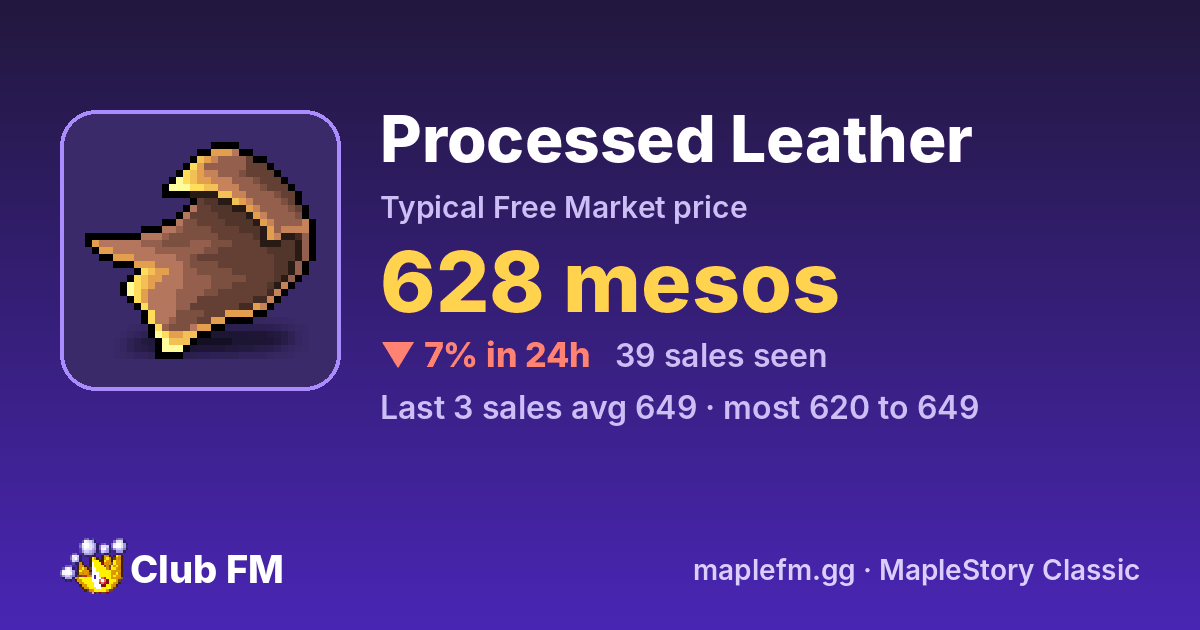 Processed Leather
Typical Free Market price
628 mesos
▼ 7% in 24h 39 sales seen
Last 3 sales avg 649 · most 620 to 649
Club FM
maplefm.gg · MapleStory Classic